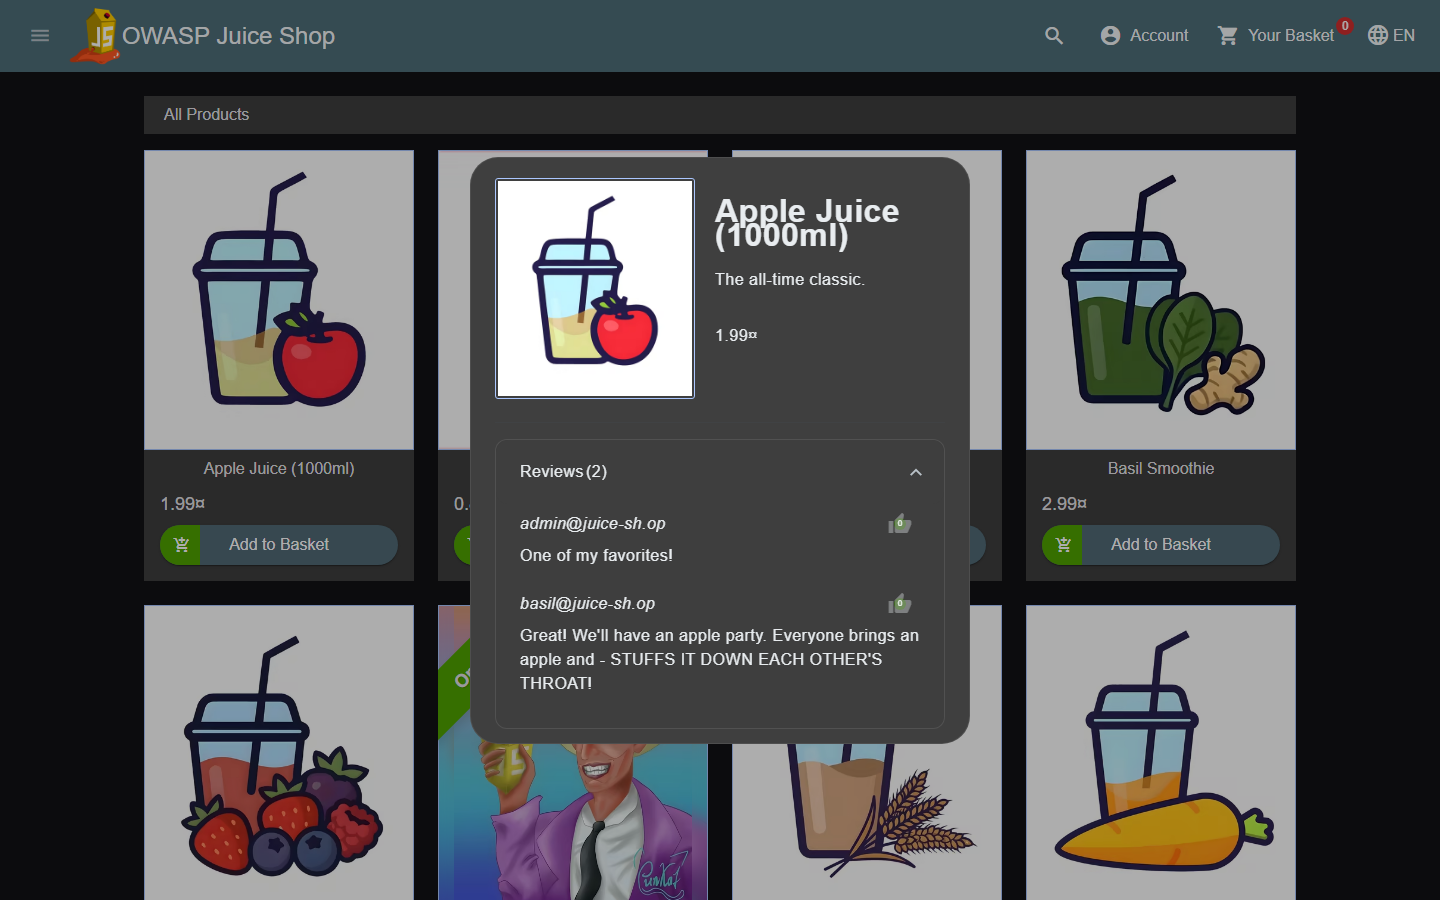 JS
OWASP Juice Shop
Account
Your Basket
0
EN
All Products
Apple Juice
(1000ml)
The all-time classic.
1.99¤
Reviews (2)
admin@juice-sh.op
0
One of my favorites!
basil@juice-sh.op
0
Great! We'll have an apple party. Everyone brings an
apple and - STUFFS IT DOWN EACH OTHER'S
THROAT!
Apple Juice (1000ml)
1.99¤
Add to Basket
0.
Basil Smoothie
2.99¤
Add to Basket